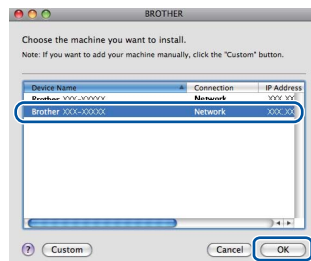 BROTHER
Choose the machine you want to install.
Note: If you want to add your machine manually, click the "Custom" button.
Device Name Connection IP Address
Brother XXX-XXXXX Network XXX.XX
Brother XXX-XXXXX Network XXX.XX
? Custom Cancel OK